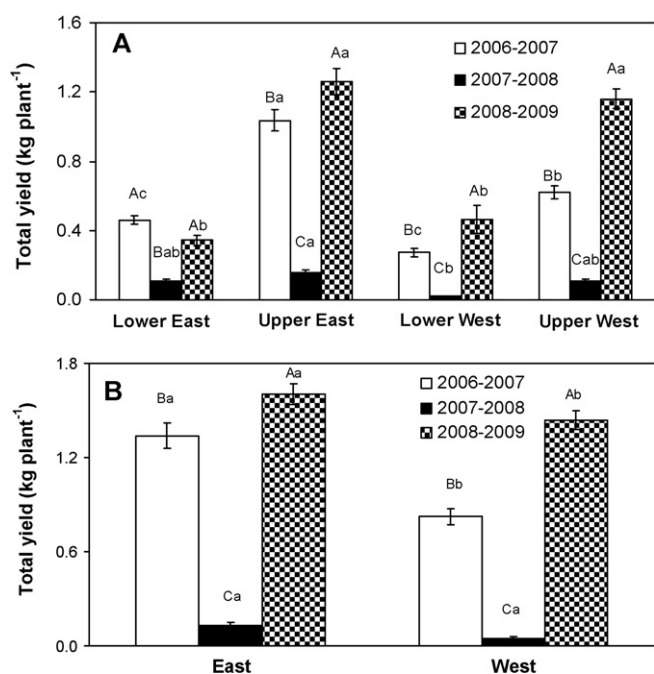 A
Total yield (kg plant⁻¹)
1.6
1.2
0.8
0.4
0.0
2006-2007
2007-2008
2008-2009
Ac
Bab
Ab
Ba
Ca
Aa
Bc
Cb
Ab
Bb
Cab
Aa
Lower East Upper East Lower West Upper West
B
Total yield (kg plant⁻¹)
1.8
1.2
0.6
0.0
2006-2007
2007-2008
2008-2009
Ba
Ca
Aa
Bb
Ca
Ab
East West